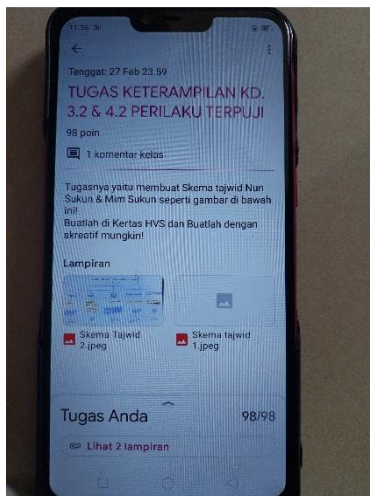 11:36
Tenggat: 27 Feb 23.59
TUGAS KETERAMPILAN KD.
3.2 & 4.2 PERILAKU TERPUJI
98 poin
1 komentar kelas
Tugasnya yaitu membuat Skema tajwid Nun
Sukun & Mim Sukun seperti gambar di bawah
ini!
Buatlah di Kertas HVS dan Buatlah dengan
skreatif mungkin!
Lampiran
Skema Tajwid
2.jpeg
Skema tajwid
1.jpeg
Tugas Anda
98/98
Lihat 2 lampiran